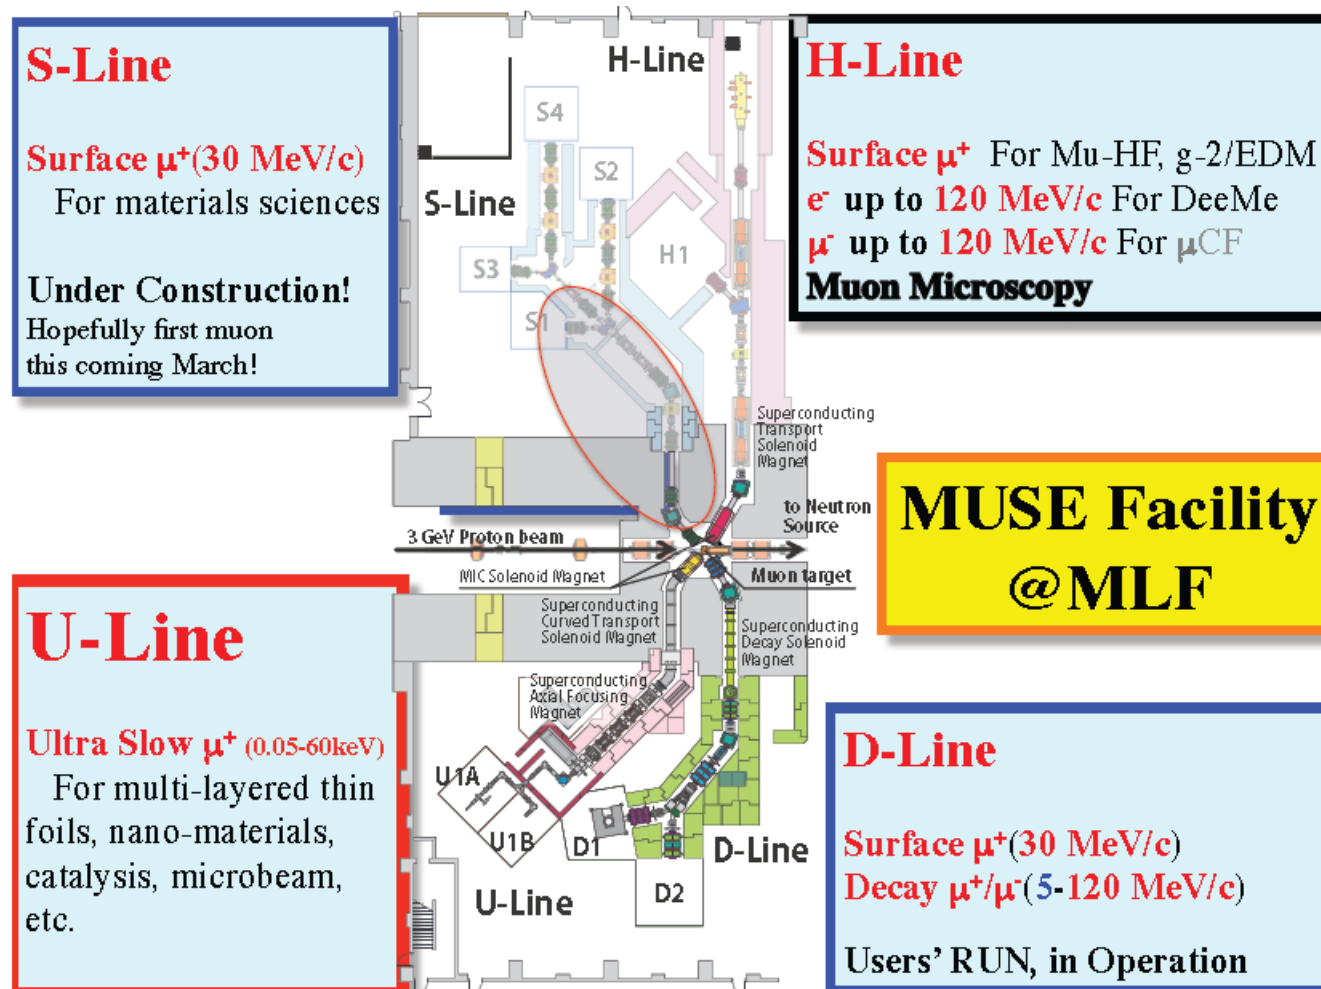 S-Line
Surface μ⁺(30 MeV/c)
For materials sciences
Under Construction!
Hopefully first muon
this coming March!
H-Line
S4
S2
S-Line
S3
S1
H1
H-Line
Surface μ⁺ For Mu-HF, g-2/EDM
e⁻ up to 120 MeV/c For DeeMe
μ⁻ up to 120 MeV/c For μCF
Muon Microscopy
Superconducting
Transport
Solenoid
Magnet
to Neutron
Source
3 GeV Proton beam
MIC Solenoid Magnet
Muon target
MUSE Facility
@MLF
Superconducting
Curved Transport
Solenoid Magnet
Superconducting
Decay Solenoid
Magnet
Superconducting
Axial Focusing
Magnet
U1A
U1B
D1
D2
D-Line
U-Line
U-Line
Ultra Slow μ⁺ (0.05-60keV)
For multi-layered thin
foils, nano-materials,
catalysis, microbeam,
etc.
D-Line
Surface μ⁺(30 MeV/c)
Decay μ⁺/μ⁻(5-120 MeV/c)
Users' RUN, in Operation